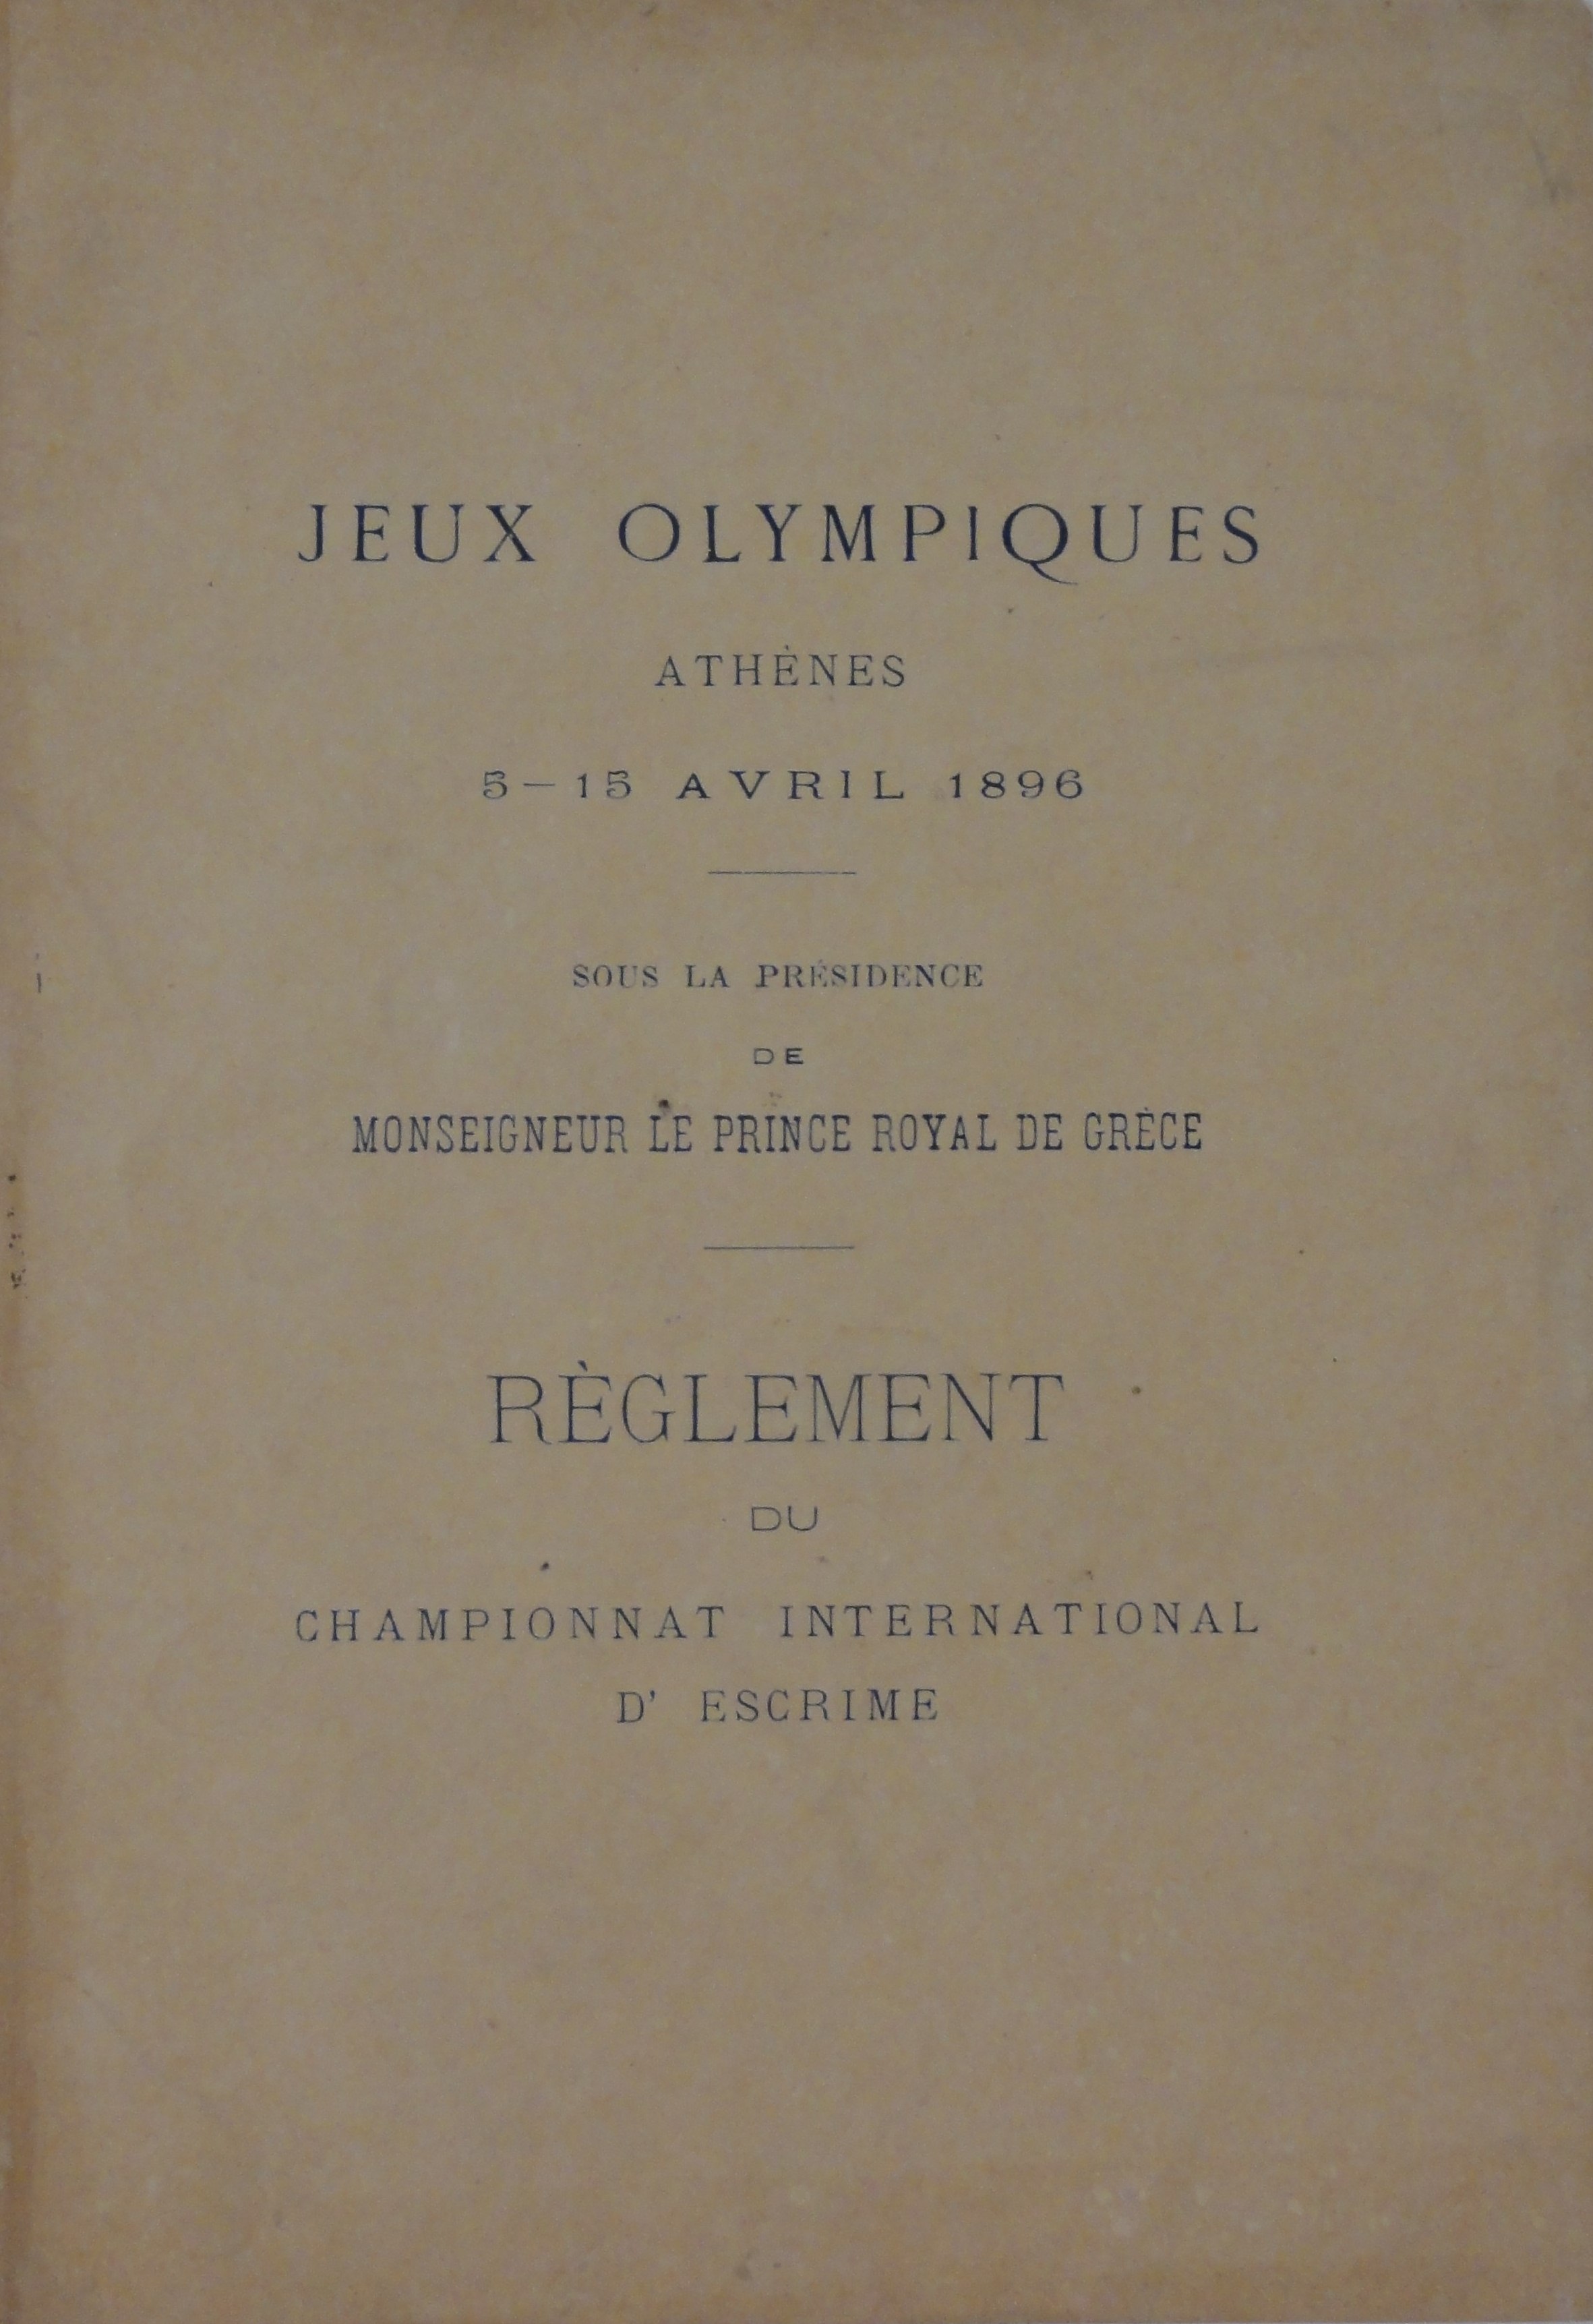 JEUX OLYMPIQUES
ATHÈNES
5-15 AVRIL 1896
SOUS LA PRÉSIDENCE
DE
MONSEIGNEUR LE PRINCE ROYAL DE GRÈCE
RÈGLEMENT
DU
CHAMPIONNAT INTERNATIONAL
D' ESCRIME